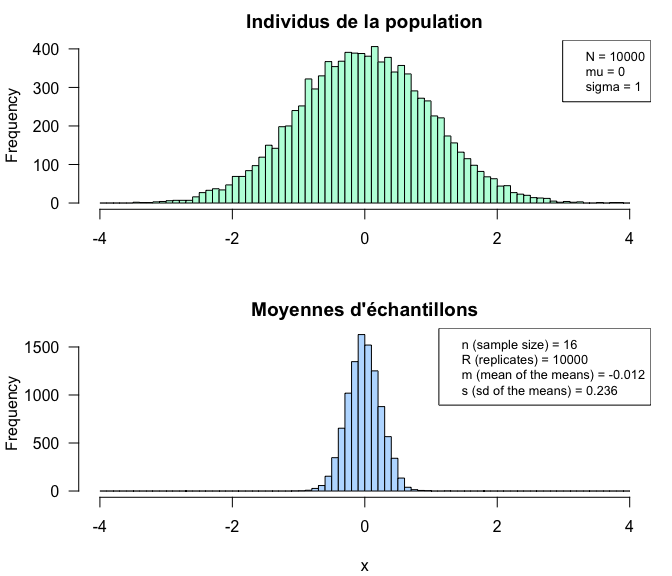 Individus de la population
N = 10000
mu = 0
sigma = 1
Frequency
400
300
200
100
0
-4 -2 0 2 4
Moyennes d'échantillons
n (sample size) = 16
R (replicates) = 10000
m (mean of the means) = -0.012
s (sd of the means) = 0.236
Frequency
1500
1000
500
0
-4 -2 0 2 4
x